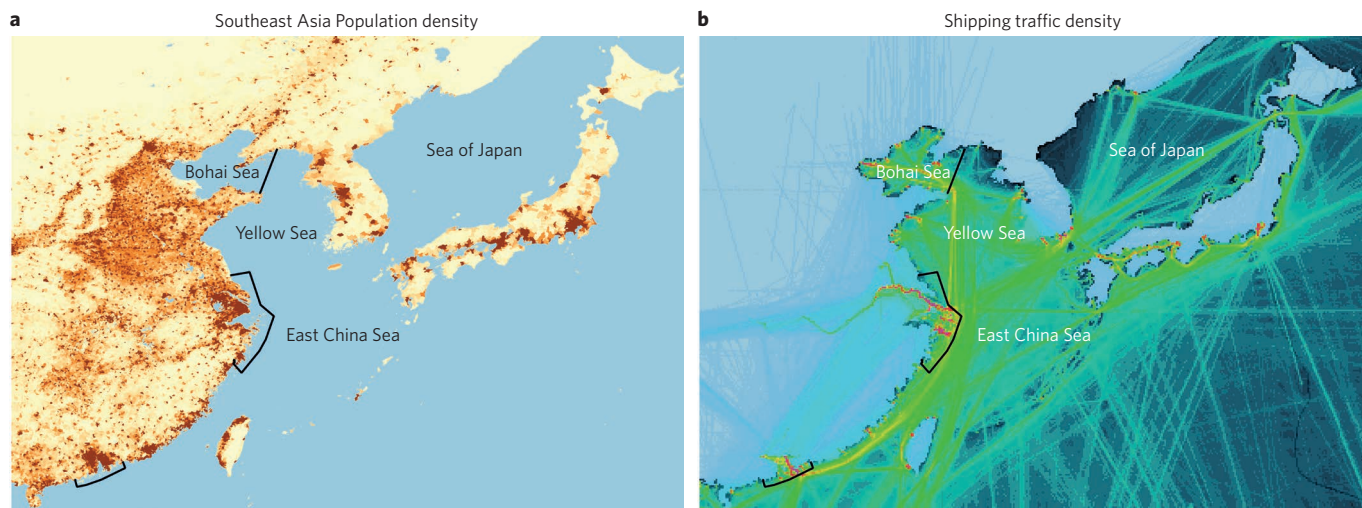 a
Southeast Asia Population density
Bohai Sea
Sea of Japan
Yellow Sea
East China Sea
b
Shipping traffic density
Bohai Sea
Sea of Japan
Yellow Sea
East China Sea